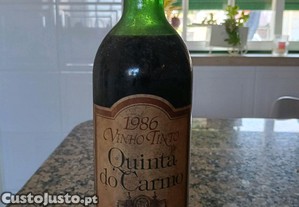 1986
VINHO TINTO
Quinta
do Carmo
CustoJusto.pt